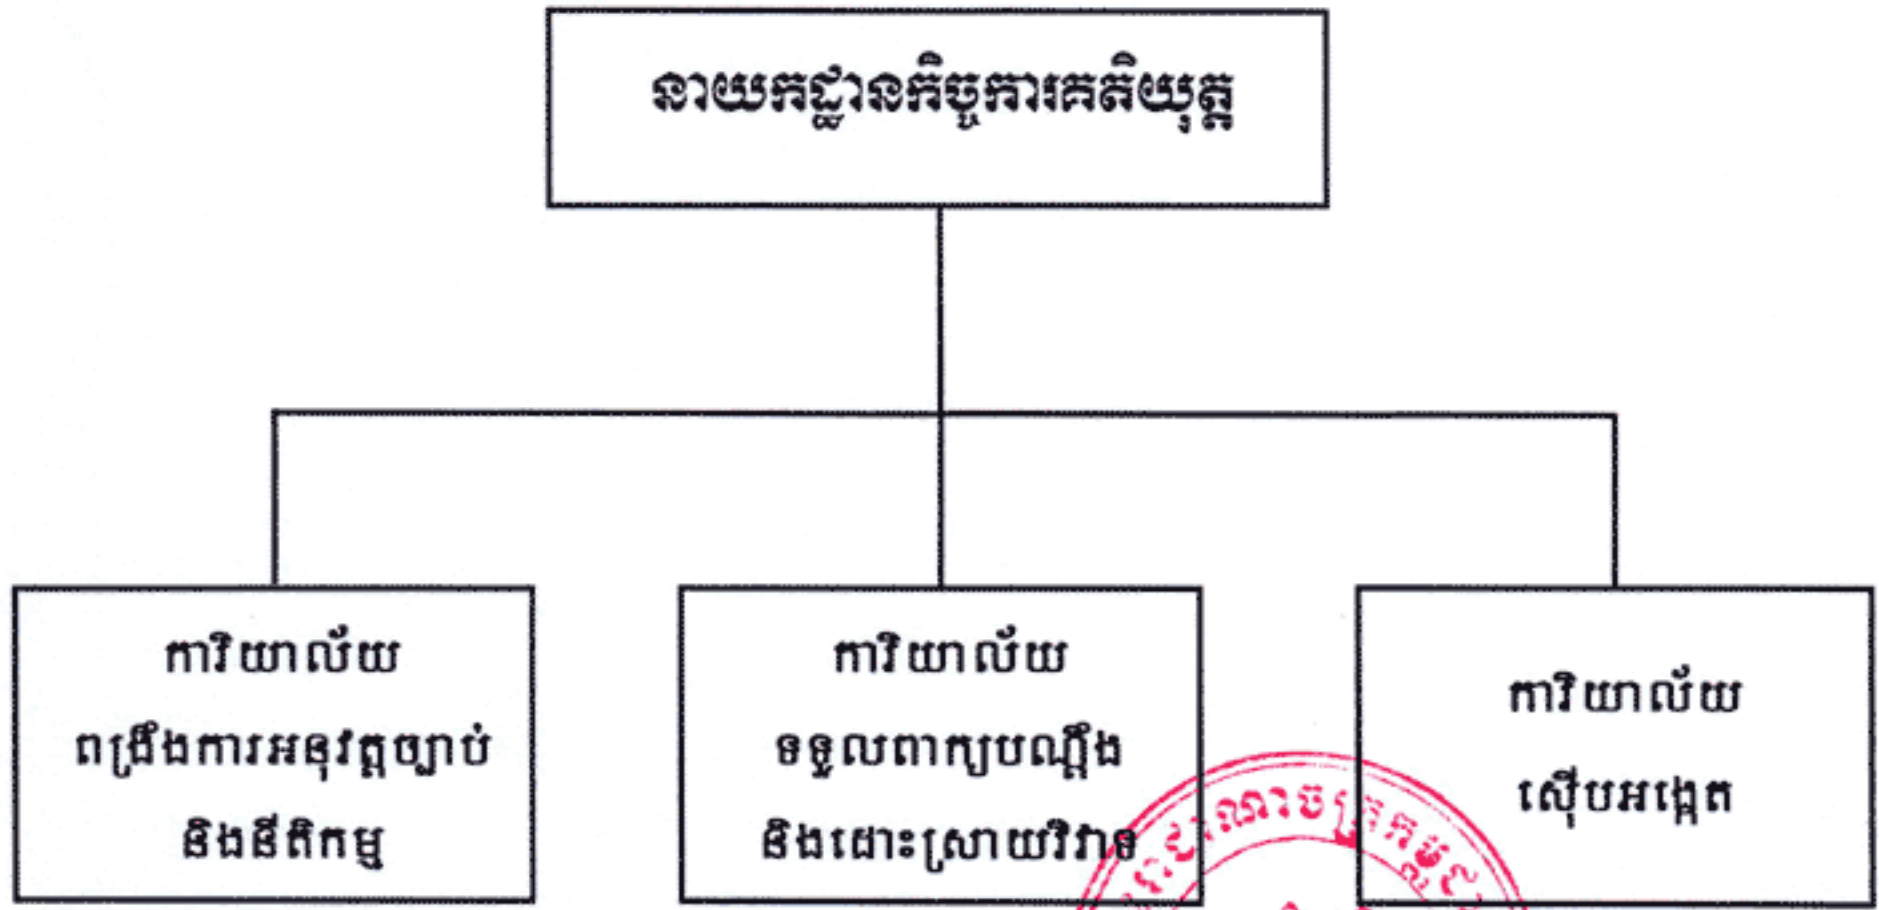 នាយកដ្ឋានកិច្ចការគតិយុត្ត
ការិយាល័យ
ពង្រឹងការអនុវត្តច្បាប់
និងនីតិកម្ម
ការិយាល័យ
ទទួលពាក្យបណ្តឹង
និងដោះស្រាយវិវាទ
ការិយាល័យ
ស៊ើបអង្កេត